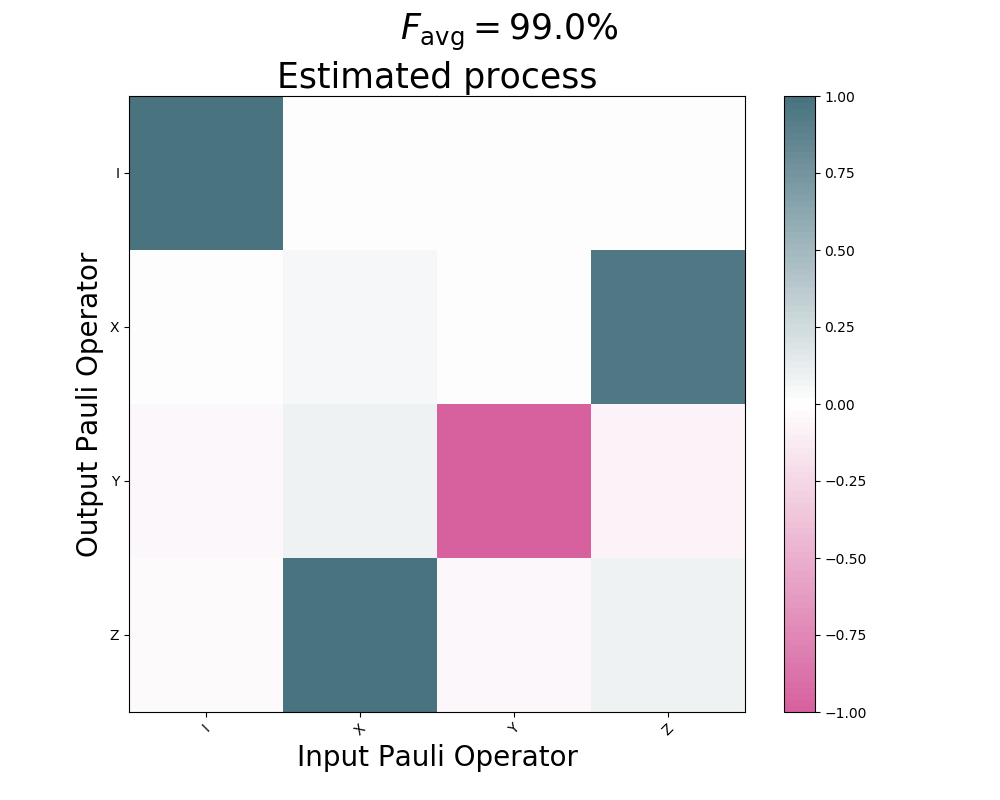 F_avg = 99.0%
Estimated process
Output Pauli Operator
I
X
Y
Z
I
X
Y
Z
Input Pauli Operator
1.00
0.75
0.50
0.25
0.00
−0.25
−0.50
−0.75
−1.00